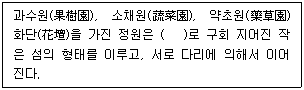 과수원(果樹園), 소채원(蔬菜園), 약초원(藥草園)
화단(花壇)을 가진 정원은 (   )로 구회 지어진 작
은 섬의 형태를 이루고, 서로 다리에 의해서 이어
진다.